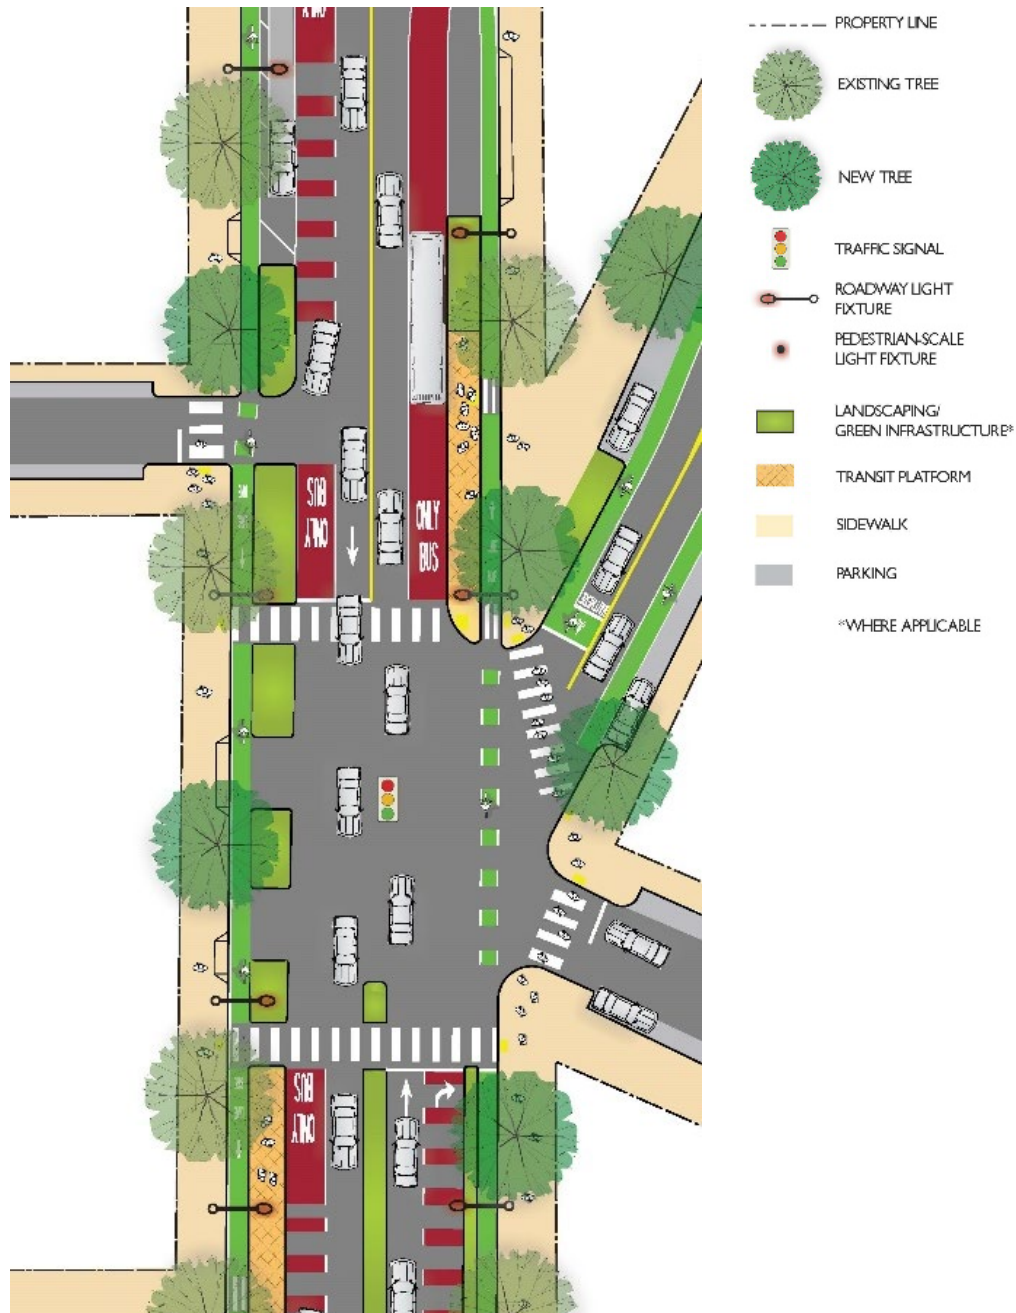 PROPERTY LINE
EXISTING TREE
NEW TREE
TRAFFIC SIGNAL
ROADWAY LIGHT
FIXTURE
PEDESTRIAN-SCALE
LIGHT FIXTURE
LANDSCAPING/
GREEN INFRASTRUCTURE*
TRANSIT PLATFORM
SIDEWALK
PARKING
*WHERE APPLICABLE
BUS
ONLY
ONLY
BUS
BUS
ONLY